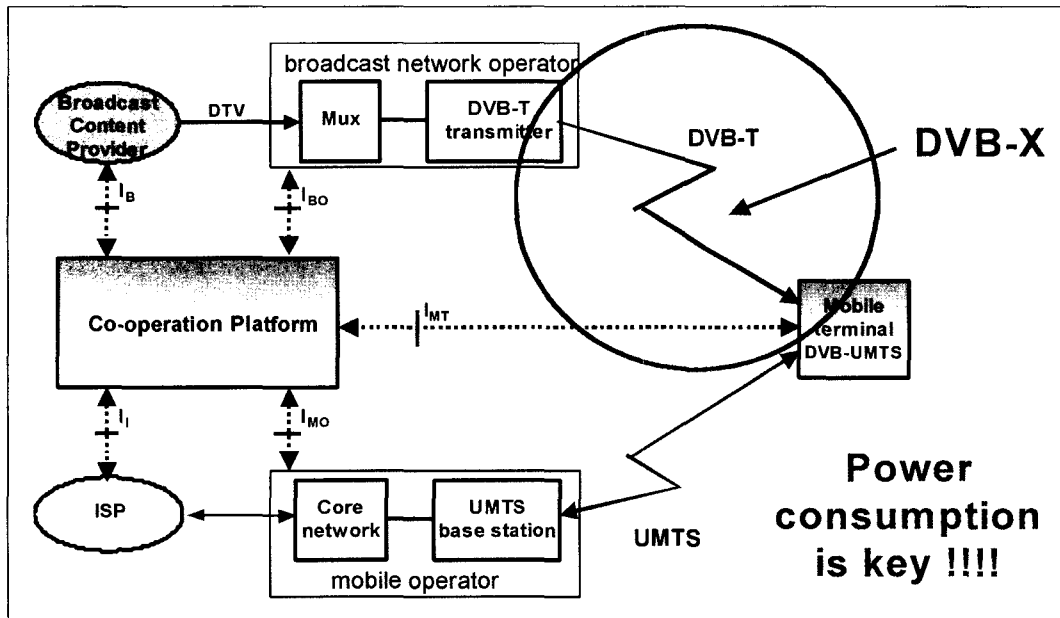 broadcast network operator
Broadcast
Content
Provider
DTV
Mux
DVB-T
transmitter
DVB-T
DVB-X
I_B
I_BO
Co-operation Platform
I_MT
Mobile
terminal
DVB-UMTS
I_I
I_MO
ISP
Core
network
UMTS
base station
mobile operator
UMTS
Power
consumption
is key !!!!